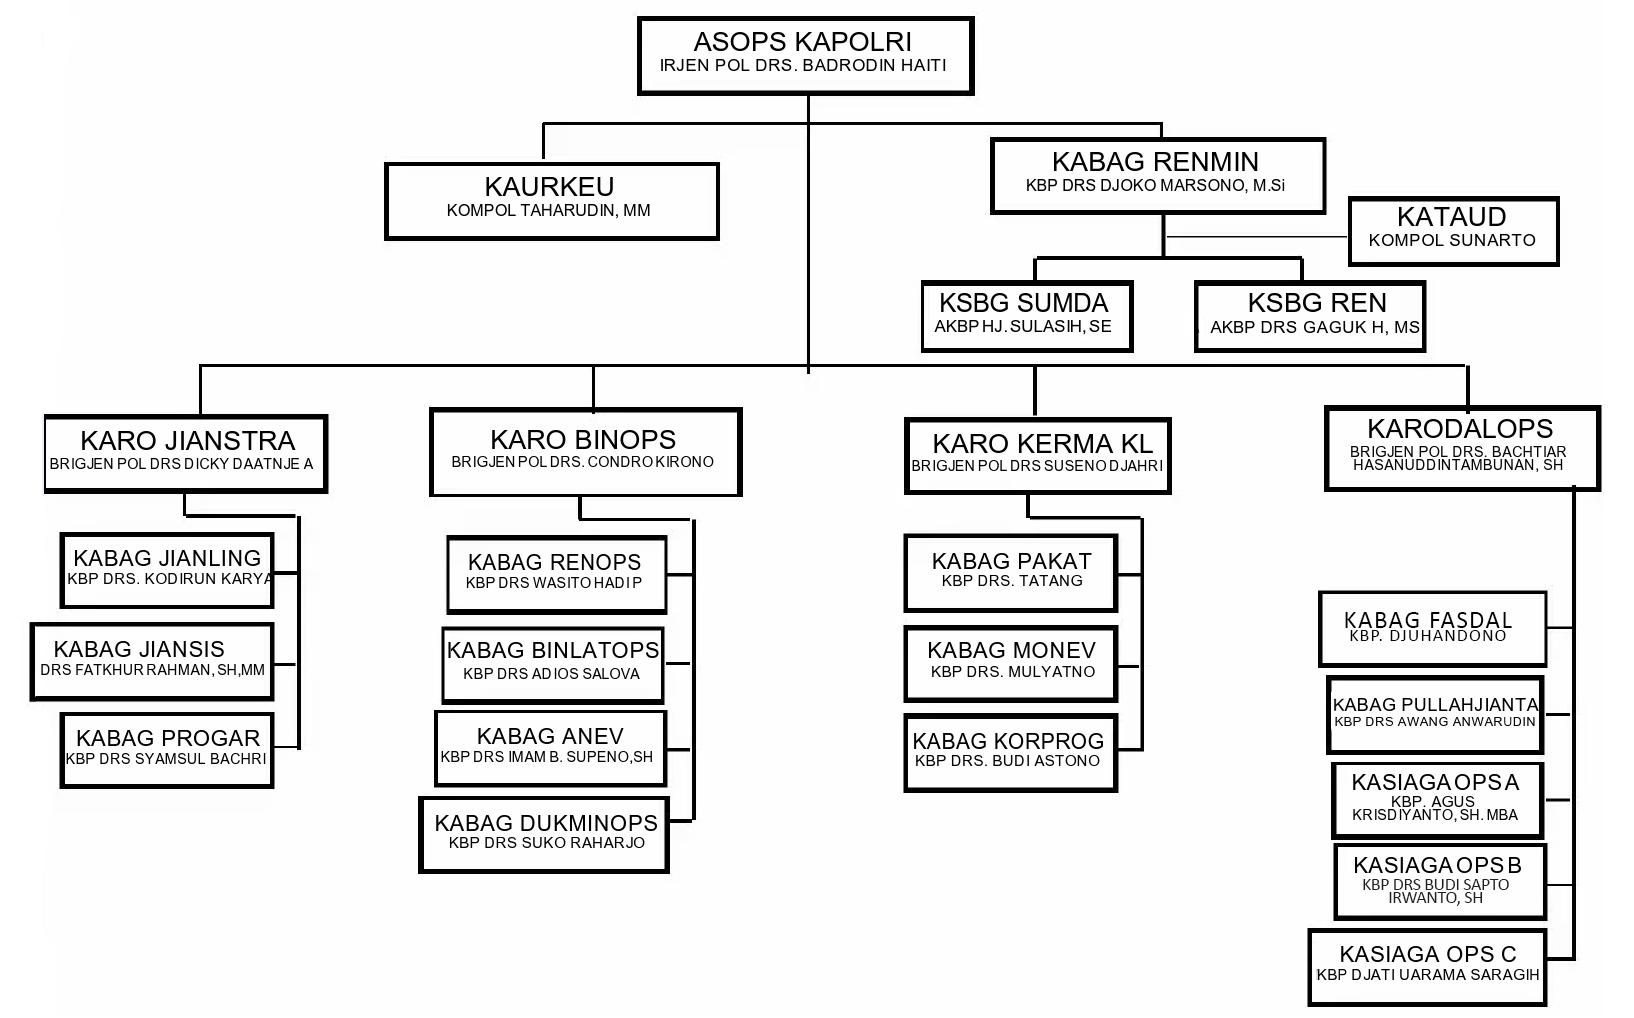 ASOPS KAPOLRI
IRJEN POL DRS. BADRODIN HAITI
KAURKEU
KOMPOL TAHARUDIN, MM
KABAG RENMIN
KBP DRS DJOKO MARSONO, M.Si
KATAUD
KOMPOL SUNARTO
KSBG SUMDA
AKBP HJ. SULASIH, SE
KSBG REN
AKBP DRS GAGUK H, MS
KARO JIANSTRA
BRIGJEN POL DRS DICKY DAATNJE A
KABAG JIANLING
KBP DRS. KODIRUN KARYA
KABAG JIANSIS
DRS FATKHUR RAHMAN, SH,MM
KABAG PROGAR
KBP DRS SYAMSUL BACHRI
KARO BINOPS
BRIGJEN POL DRS. CONDRO KIRONO
KABAG RENOPS
KBP DRS WASITO HADI P
KABAG BINLATOPS
KBP DRS ADIOS SALOVA
KABAG ANEV
KBP DRS IMAM B. SUPENO,SH
KABAG DUKMINOPS
KBP DRS SUKO RAHARJO
KARO KERMA KL
BRIGJEN POL DRS SUSENO DJAHRI
KABAG PAKAT
KBP DRS. TATANG
KABAG MONEV
KBP DRS. MULYATNO
KABAG KORPROG
KBP DRS. BUDI ASTONO
KARODALOPS
BRIGJEN POL DRS. BACHTIAR
HASANUDDINTAMBUNAN, SH
KABAG FASDAL
KBP. DJUHANDONO
KABAG PULLAHJIANTA
KBP DRS AWANG ANWARUDIN
KASIAGA OPS A
KBP. AGUS
KRISDIYANTO, SH. MBA
KASIAGA OPS B
KBP DRS BUDI SAPTO
IRWANTO, SH
KASIAGA OPS C
KBP DJATI UARAMA SARAGIH